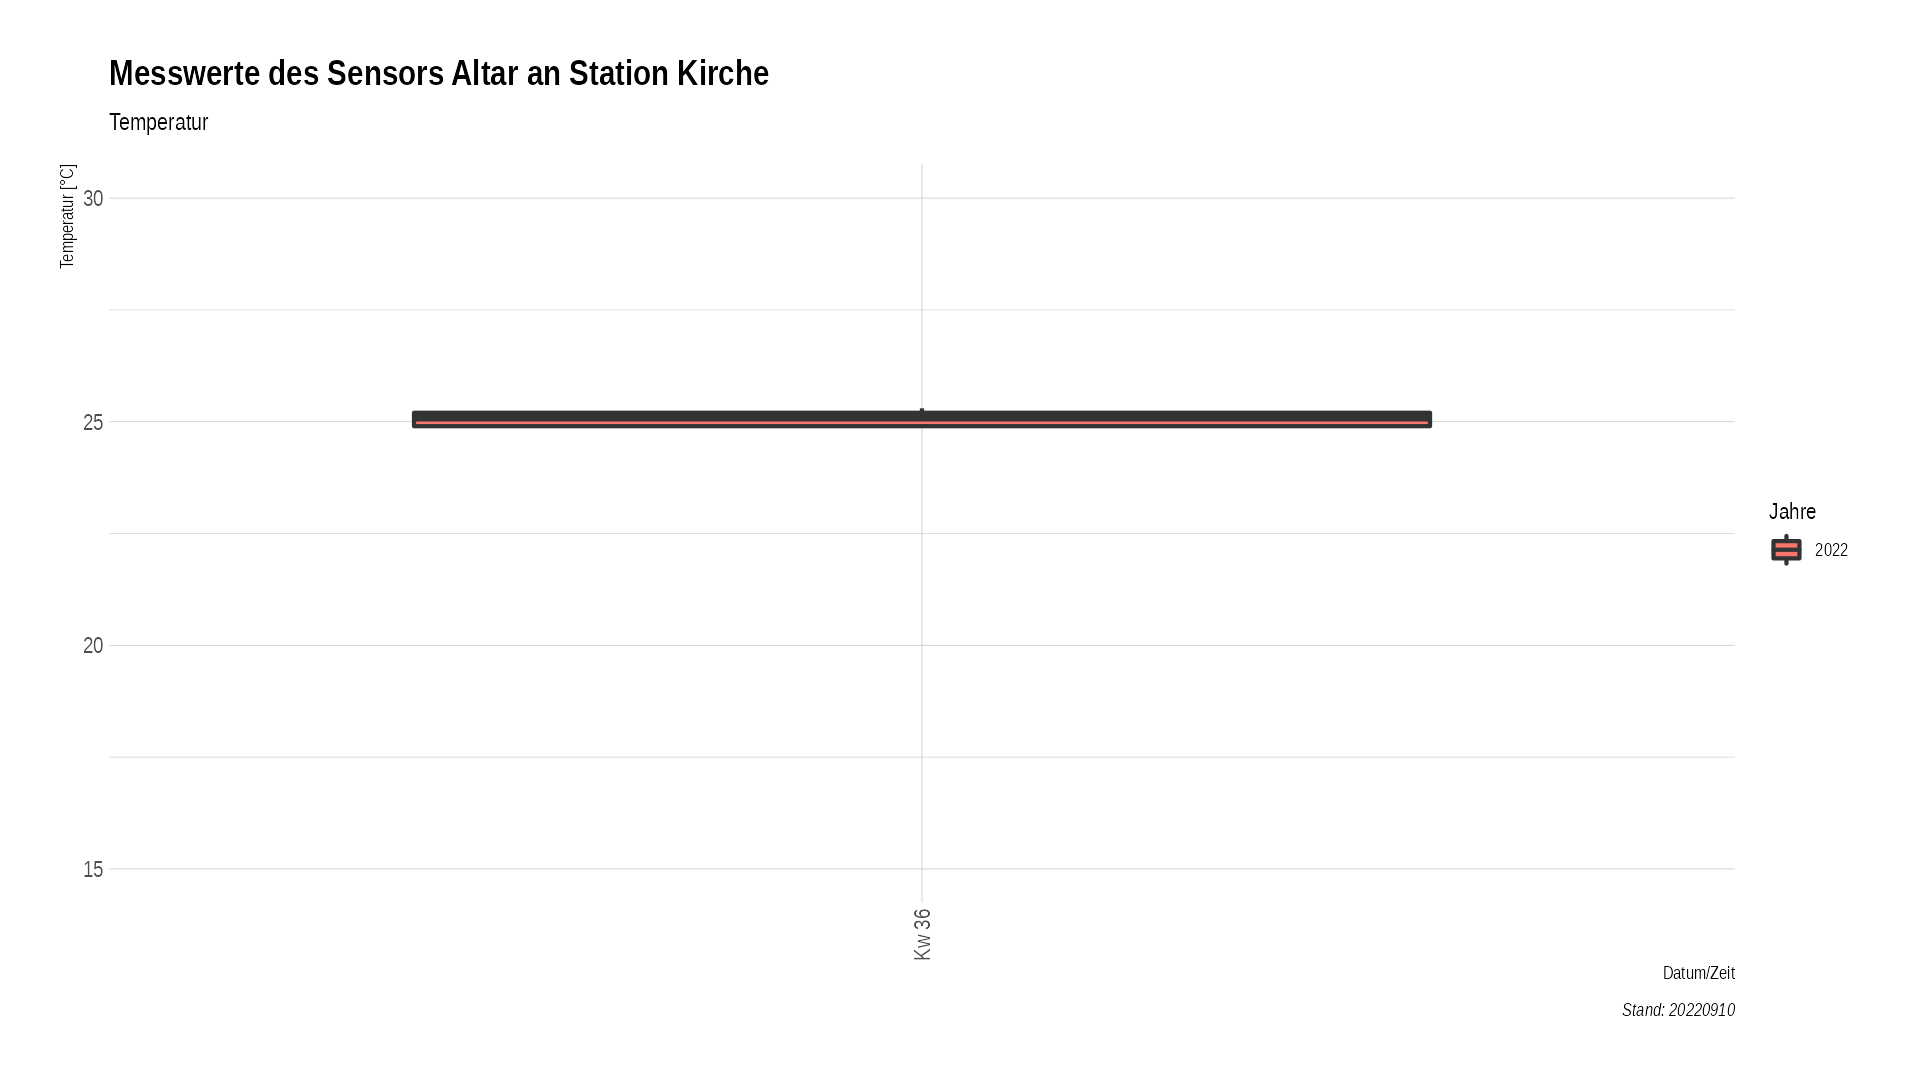 Messwerte des Sensors Altar an Station Kirche
Temperatur
Temperatur [°C]
30
25
20
15
Kw 36
Jahre
2022
Datum/Zeit
Stand: 20220910